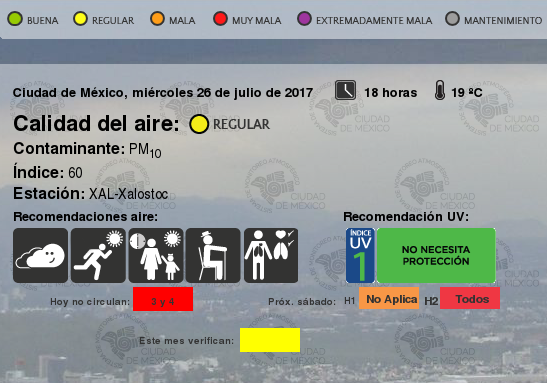 BUENA REGULAR MALA MUY MALA EXTREMADAMENTE MALA MANTENIMIENTO
Ciudad de México, miércoles 26 de julio de 2017 18 horas 19 ºC
Calidad del aire: REGULAR
Contaminante: PM10
Índice: 60
Estación: XAL-Xalostoc
Recomendaciones aire: Recomendación UV:
ÍNDICE
UV
1
NO NECESITA
PROTECCIÓN
Hoy no circulan: 3 y 4 Próx. sábado: H1 No Aplica H2 Todos
Este mes verifican:
CIUDAD
DE MÉXICO